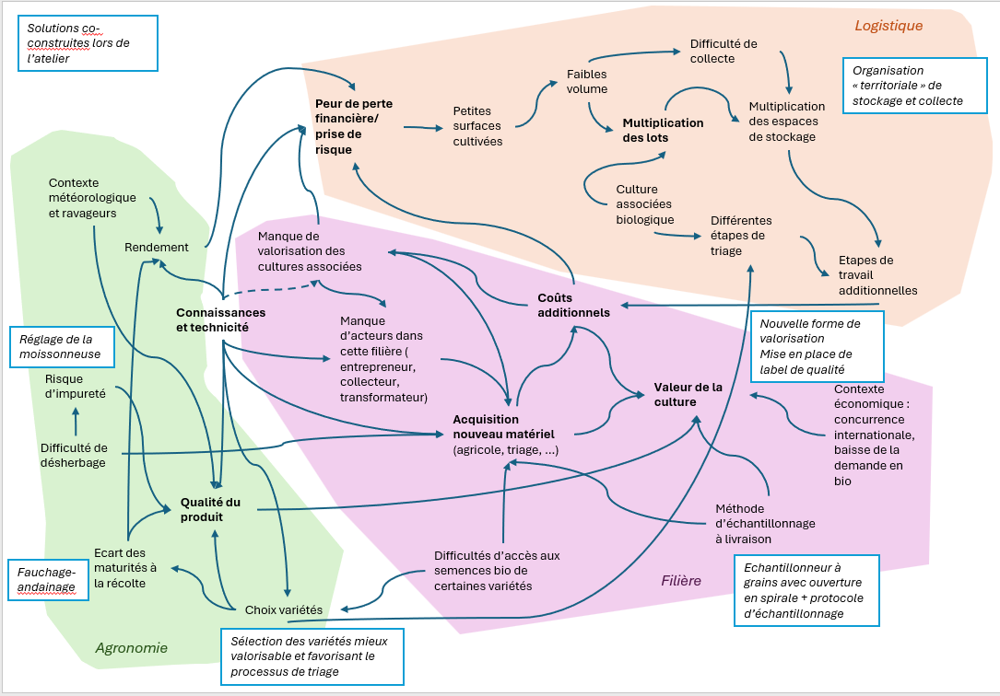 Solutions co-
construites lors de
l'atelier
Logistique
Organisation
« territoriale » de
stockage et collecte
Difficulté de
collecte
Faibles
volume
Peur de perte
financière/
prise de
risque
Petites
surfaces
cultivées
Multiplication
des lots
Multiplication
des espaces
de stockage
Culture
associées
biologique
Différentes
étapes de
triage
Etapes de
travail
additionnelles
Contexte
météorologique
et ravageurs
Rendement
Manque de
valorisation des
cultures associées
Connaissances
et technicité
Coûts
additionnels
Manque
d'acteurs dans
cette filière (
entrepreneur,
collecteur,
transformateur)
Nouvelle forme de
valorisation
Mise en place de
label de qualité
Réglage de la
moissonneuse
Risque
d'impureté
Valeur de la
culture
Contexte
économique :
concurrence
internationale,
baisse de la
demande en
bio
Acquisition
nouveau matériel
(agricole, triage, ...)
Difficulté de
désherbage
Qualité du
produit
Méthode
d'échantillonnage
à livraison
Ecart des
maturités à
la récolte
Fauchage-
andainage
Difficultés d'accès aux
semences bio de
certaines variétés
Filière
Echantillonneur à
grains avec ouverture
en spirale + protocole
d'échantillonnage
Choix variétés
Agronomie
Sélection des variétés mieux
valorisable et favorisant le
processus de triage